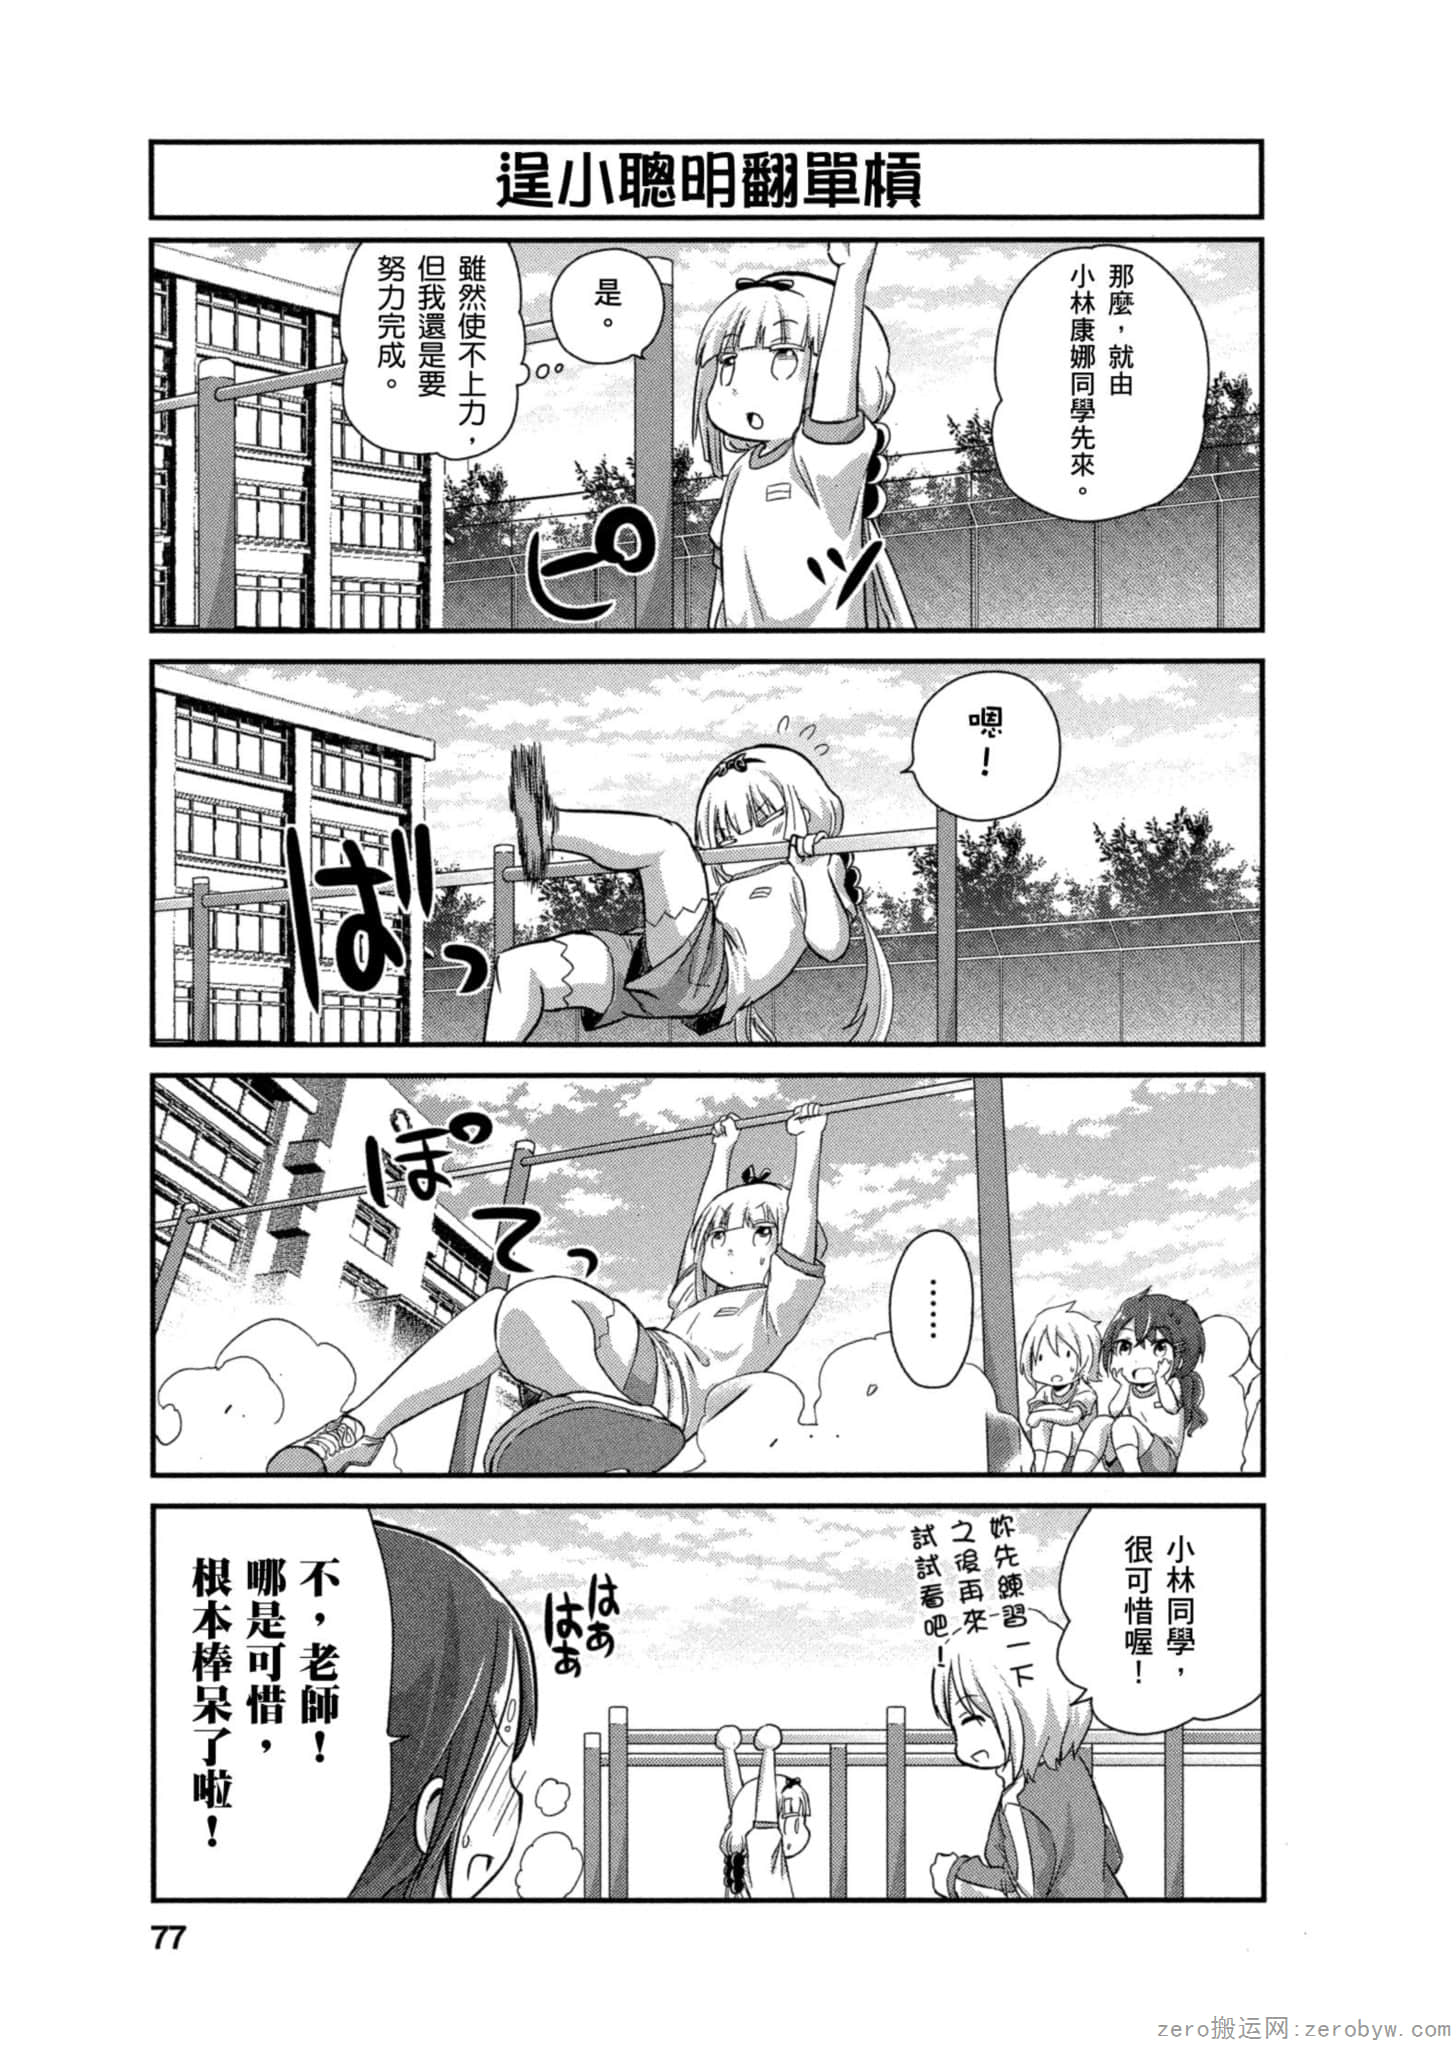 逞小聰明翻單槓
那麼，就由
小林康娜同學先來。
是。
雖然使不上力，
但我還是要
努力完成。
ピッ
嗯！
ばっ
ぽ
てっ
……
小林同學，
很可惜喔！
妳先練習一下
之後再來
試試看吧！
はぁ
はぁ
不，老師！
哪是可惜，
根本棒呆了啦！
77
zero搬运网:zerobyw.com